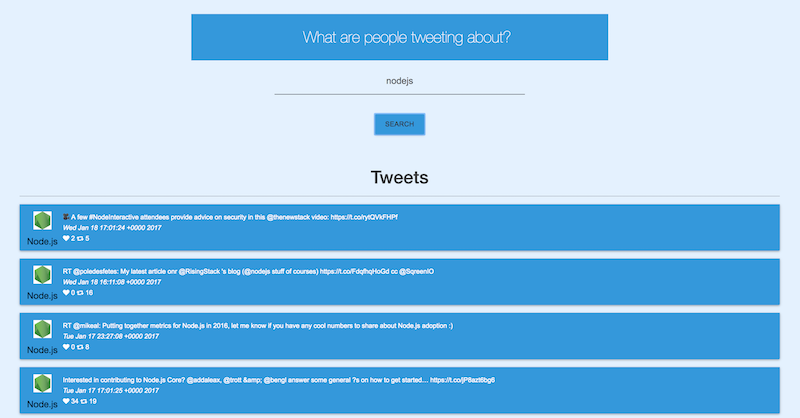 What are people tweeting about?
nodejs
SEARCH
Tweets
A few #NodeInteractive attendees provide advice on security in this @thenewstack video: https://t.co/rytQVkFHPf
Wed Jan 18 17:01:24 +0000 2017
Node.js
2 5
RT @poledesfetes: My latest article onr @RisingStack 's blog (@nodejs stuff of courses) https://t.co/FdqfhqHoGd cc @SqreenIO
Wed Jan 18 16:11:08 +0000 2017
Node.js
0 16
RT @mikeal: Putting together metrics for Node.js in 2016, let me know if you have any cool numbers to share about Node.js adoption :)
Tue Jan 17 23:27:08 +0000 2017
Node.js
0 8
Interested in contributing to Node.js Core? @addaleax, @trott &amp; @bengl answer some general ?s on how to get started… https://t.co/jP8azt6bg6
Tue Jan 17 17:01:25 +0000 2017
Node.js
34 19